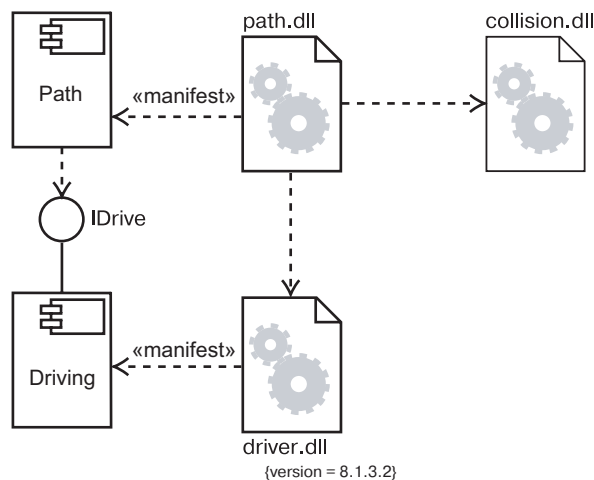 path.dll
collision.dll
Path
«manifest»
IDrive
«manifest»
Driving
driver.dll
{version = 8.1.3.2}